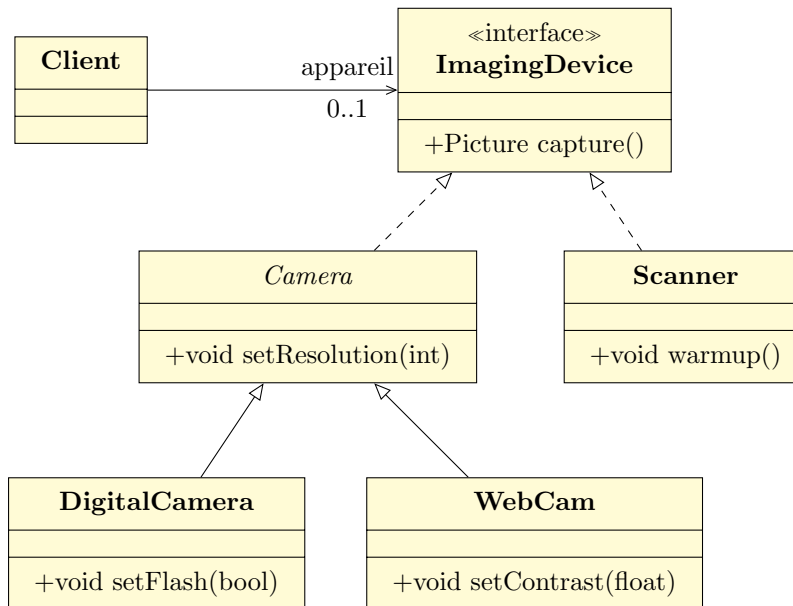 Client
appareil
0..1
«interface»
ImagingDevice
+Picture capture()
Camera
+void setResolution(int)
Scanner
+void warmup()
DigitalCamera
+void setFlash(bool)
WebCam
+void setContrast(float)